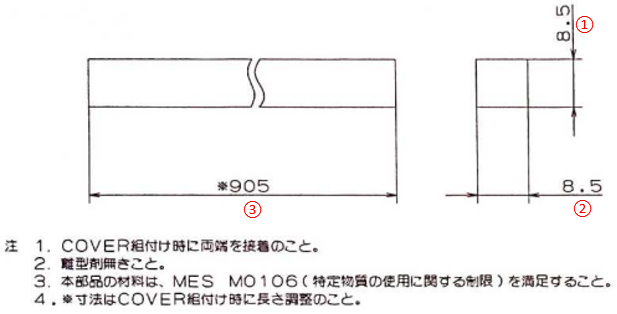 8.5 ①
※905
③
8.5
②
注 1. COVER組付け時に両端を接着のこと。
2. 離型剤無きこと。
3. 本部品の材料は、MES M0106(特定物質の使用に関する制限)を満足すること。
4. ※寸法はCOVER組付け時に長さ調整のこと。